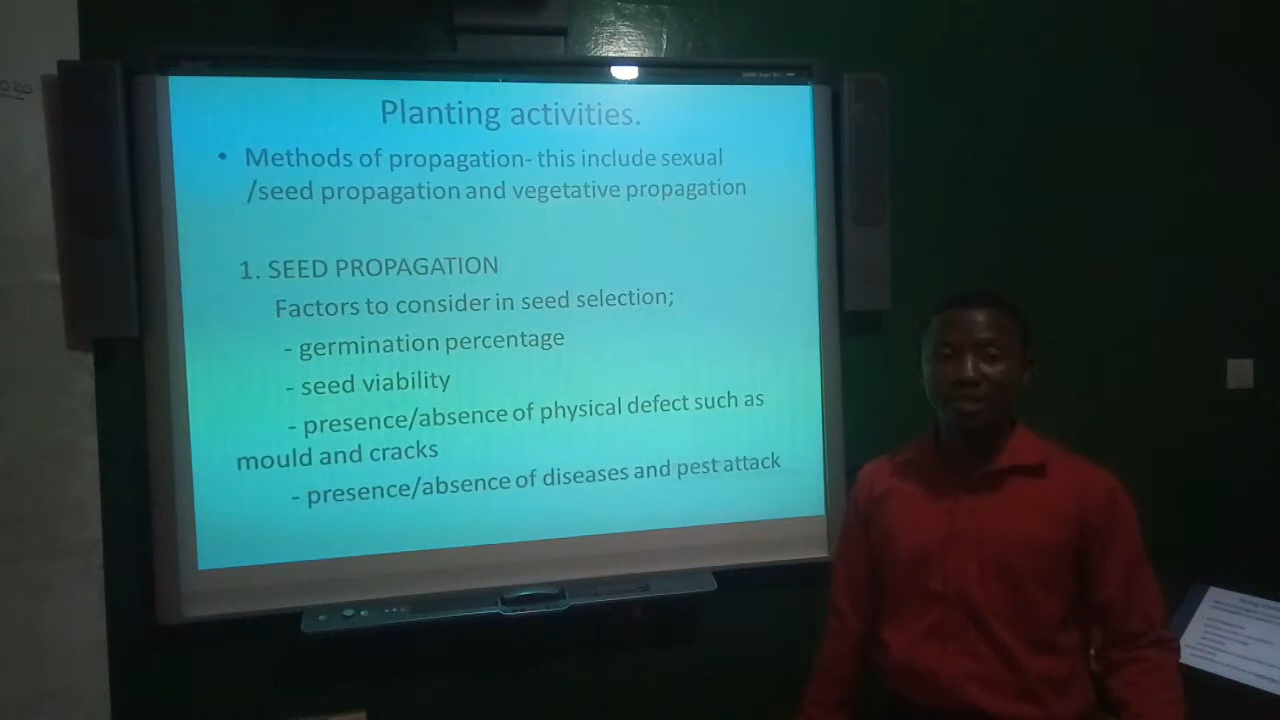 Planting activities.
• Methods of propagation- this include sexual
/seed propagation and vegetative propagation
1. SEED PROPAGATION
Factors to consider in seed selection;
- germination percentage
- seed viability
- presence/absence of physical defect such as
mould and cracks
- presence/absence of diseases and pest attack